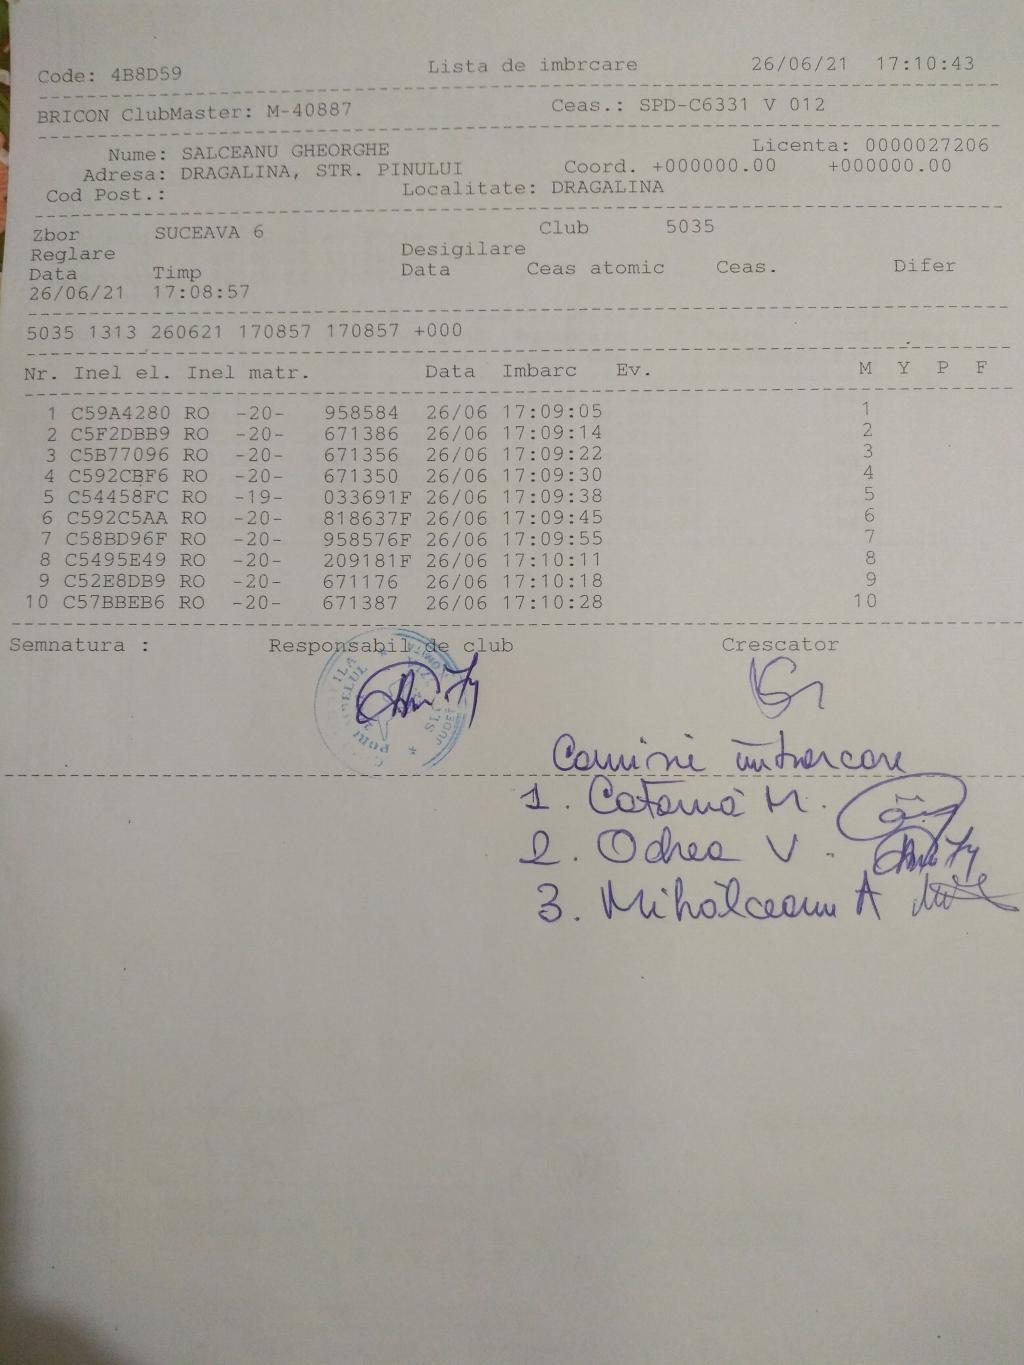 Code: 4B8D59 Lista de imbrcare 26/06/21 17:10:43
BRICON ClubMaster: M-40887 Ceas.: SPD-C6331 V 012
Nume: SALCEANU GHEORGHE Licenta: 0000027206
Adresa: DRAGALINA, STR. PINULUI Coord. +000000.00 +000000.00
Cod Post.: Localitate: DRAGALINA
Zbor SUCEAVA 6 Club 5035
Reglare Desigilare
Data Timp Data Ceas atomic Ceas. Difer
26/06/21 17:08:57
5035 1313 260621 170857 170857 +000
Nr. Inel el. Inel matr. Data Imbarc Ev. M Y P F
1 C59A4280 RO -20- 958584 26/06 17:09:05 1
2 C5F2DBB9 RO -20- 671386 26/06 17:09:14 2
3 C5B77096 RO -20- 671356 26/06 17:09:22 3
4 C592CBF6 RO -20- 671350 26/06 17:09:30 4
5 C54458FC RO -19- 033691F 26/06 17:09:38 5
6 C592C5AA RO -20- 818637F 26/06 17:09:45 6
7 C58BD96F RO -20- 958576F 26/06 17:09:55 7
8 C5495E49 RO -20- 209181F 26/06 17:10:11 8
9 C52E8DB9 RO -20- 671176 26/06 17:10:18 9
10 C57BBEB6 RO -20- 671387 26/06 17:10:28 10
Semnatura : Responsabil de club Crescator
1. M.
2. Odrea V.
3. Mihălceanu A